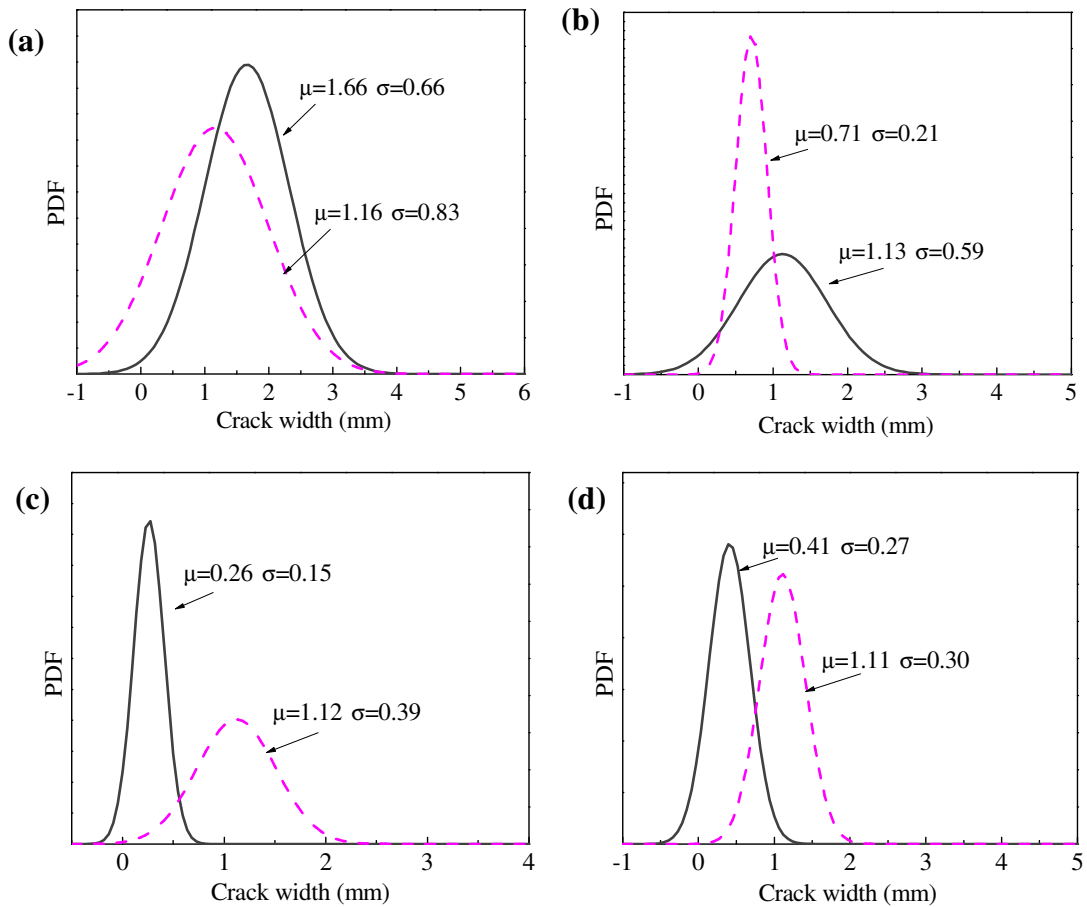 (a)
μ=1.66 σ=0.66
μ=1.16 σ=0.83
PDF
-1 0 1 2 3 4 5 6
Crack width (mm)
(b)
μ=0.71 σ=0.21
μ=1.13 σ=0.59
PDF
-1 0 1 2 3 4 5
Crack width (mm)
(c)
μ=0.26 σ=0.15
μ=1.12 σ=0.39
PDF
0 1 2 3 4
Crack width (mm)
(d)
μ=0.41 σ=0.27
μ=1.11 σ=0.30
PDF
-1 0 1 2 3 4 5
Crack width (mm)